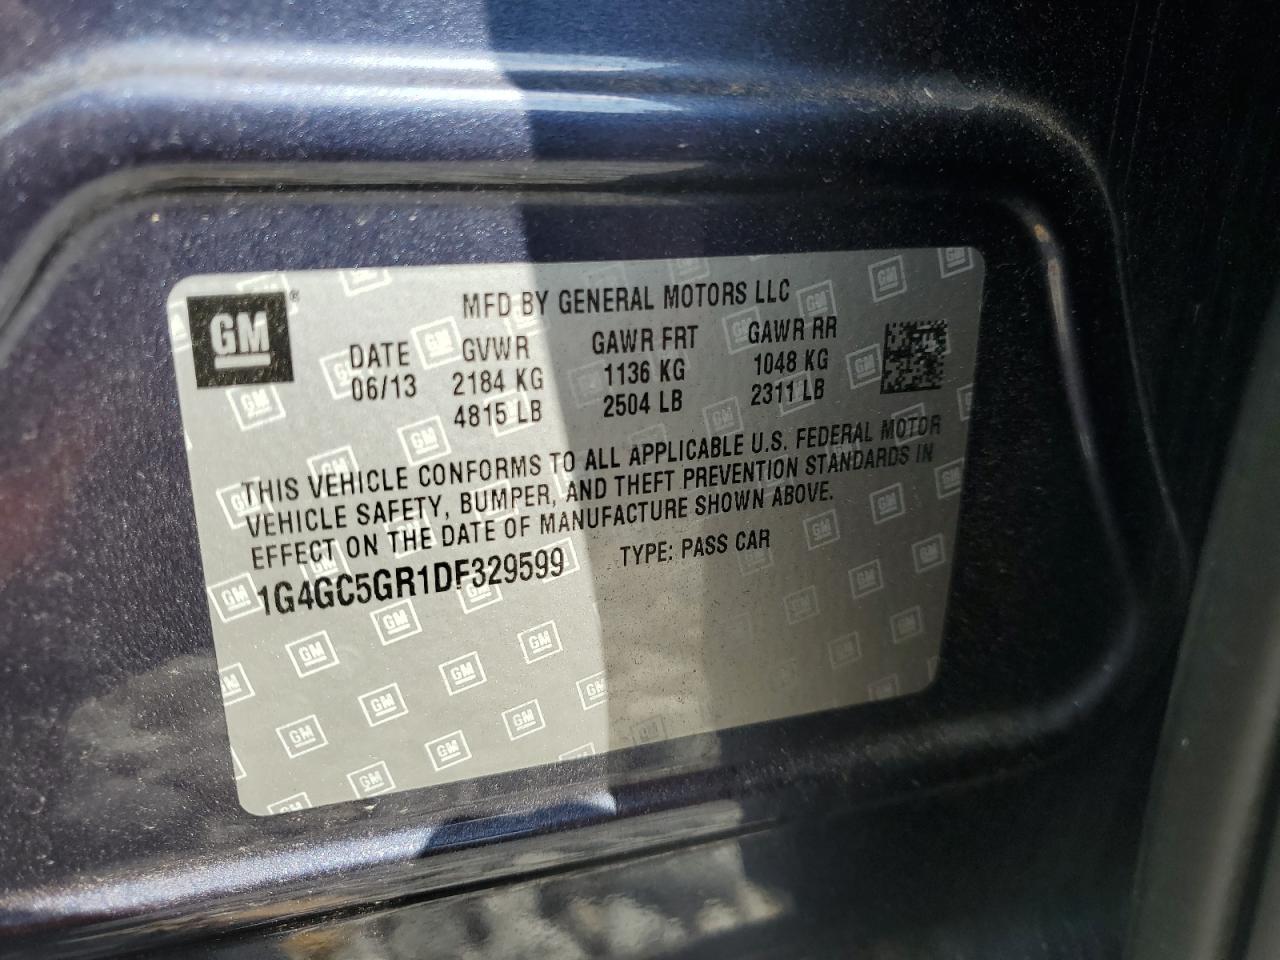 GM
MFD BY GENERAL MOTORS LLC
DATE GVWR GAWR FRT GAWR RR
06/13 2184 KG 1136 KG 1048 KG
4815 LB 2504 LB 2311 LB
THIS VEHICLE CONFORMS TO ALL APPLICABLE U.S. FEDERAL MOTOR
VEHICLE SAFETY, BUMPER, AND THEFT PREVENTION STANDARDS IN
EFFECT ON THE DATE OF MANUFACTURE SHOWN ABOVE.
1G4GC5GR1DF329599 TYPE: PASS CAR